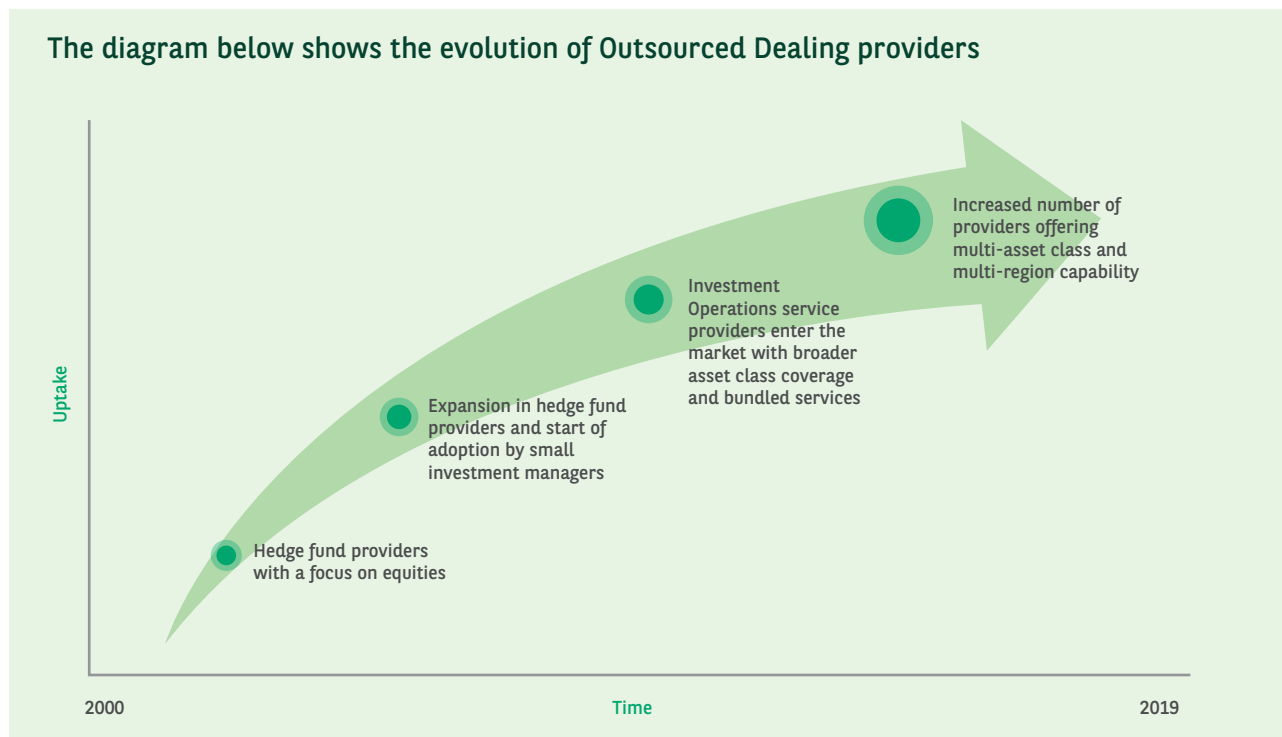 The diagram below shows the evolution of Outsourced Dealing providers
Increased number of
providers offering
multi-asset class and
multi-region capability
Investment
Operations service
providers enter the
market with broader
asset class coverage
and bundled services
Expansion in hedge fund
providers and start of
adoption by small
investment managers
Hedge fund providers
with a focus on equities
Uptake
2000
Time
2019